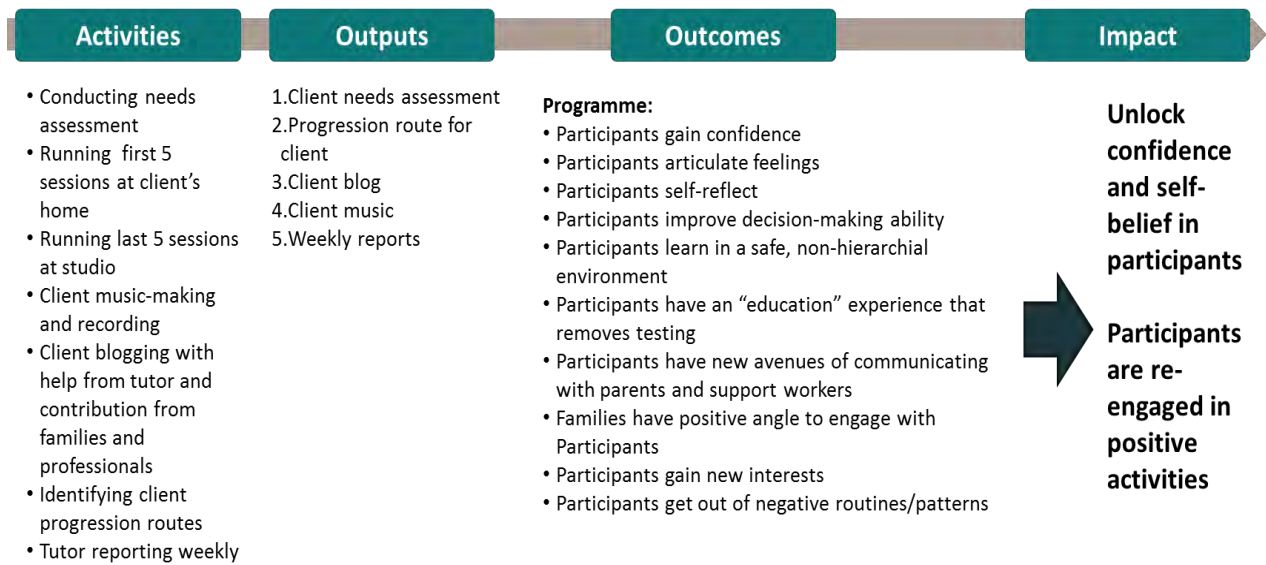 Activities
Outputs
Outcomes
Impact
• Conducting needs
assessment
• Running first 5
sessions at client's
home
• Running last 5 sessions
at studio
• Client music-making
and recording
• Client blogging with
help from tutor and
contribution from
families and
professionals
• Identifying client
progression routes
• Tutor reporting weekly
1.Client needs assessment
2.Progression route for
client
3.Client blog
4.Client music
5.Weekly reports
Programme:
• Participants gain confidence
• Participants articulate feelings
• Participants self-reflect
• Participants improve decision-making ability
• Participants learn in a safe, non-hierarchial
environment
• Participants have an “education” experience that
removes testing
• Participants have new avenues of communicating
with parents and support workers
• Families have positive angle to engage with
Participants
• Participants gain new interests
• Participants get out of negative routines/patterns
Unlock
confidence
and self-
belief in
participants
Participants
are re-
engaged in
positive
activities